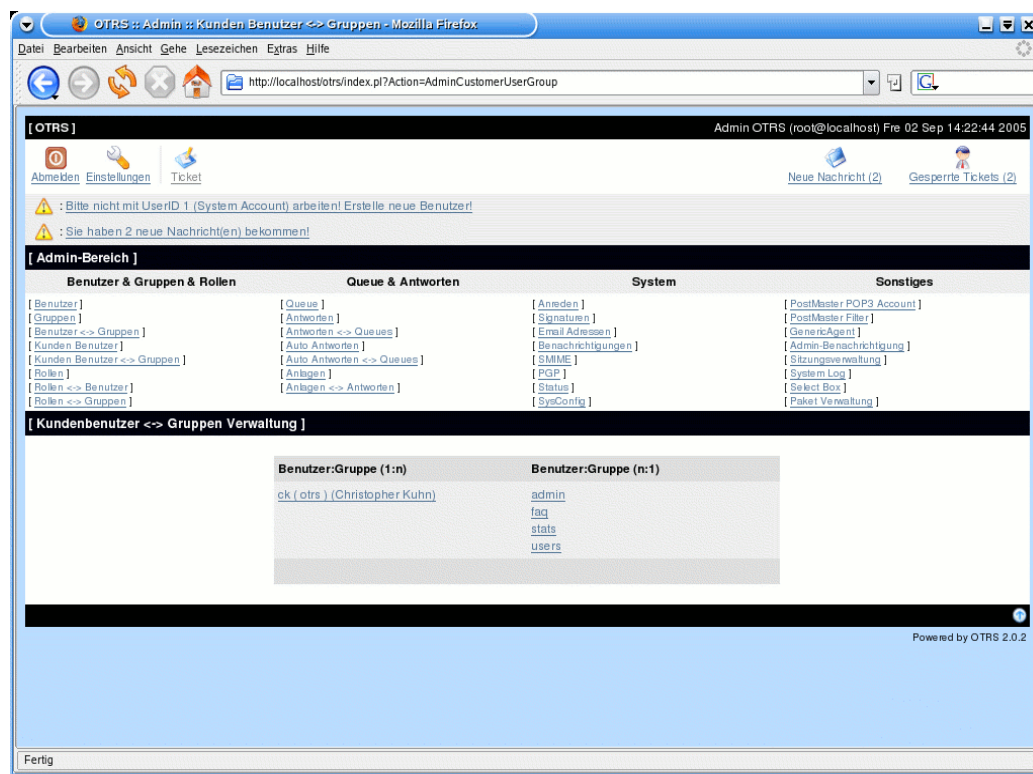 OTRS :: Admin :: Kunden Benutzer <-> Gruppen - Mozilla Firefox
Datei Bearbeiten Ansicht Gehe Lesezeichen Extras Hilfe
http://localhost/otrs/index.pl?Action=AdminCustomerUserGroup
G
[ OTRS ] Admin OTRS (root@localhost) Fre 02 Sep 14:22:44 2005
Abmelden Einstellungen Ticket Neue Nachricht (2) Gesperrte Tickets (2)
: Bitte nicht mit UserID 1 (System Account) arbeiten! Erstelle neue Benutzer!
: Sie haben 2 neue Nachricht(en) bekommen!
[ Admin-Bereich ]
Benutzer & Gruppen & Rollen Queue & Antworten System Sonstiges
[ Benutzer ] [ Queue ] [ Anreden ] [ PostMaster POP3 Account ]
[ Gruppen ] [ Antworten ] [ Signaturen ] [ PostMaster Filter ]
[ Benutzer <-> Gruppen ] [ Antworten <-> Queues ] [ Email Adressen ] [ GenericAgent ]
[ Kunden Benutzer ] [ Auto Antworten ] [ Benachrichtigungen ] [ Admin-Benachrichtigung ]
[ Kunden Benutzer <-> Gruppen ] [ Auto Antworten <-> Queues ] [ SMIME ] [ Sitzungsverwaltung ]
[ Rollen ] [ Anlagen ] [ PGP ] [ System Log ]
[ Rollen <-> Benutzer ] [ Anlagen <-> Antworten ] [ Status ] [ Select Box ]
[ Rollen <-> Gruppen ] [ SysConfig ] [ Paket Verwaltung ]
[ Kundenbenutzer <-> Gruppen Verwaltung ]
Benutzer:Gruppe (1:n) Benutzer:Gruppe (n:1)
ck ( otrs ) (Christopher Kuhn) admin
faq
stats
users
Powered by OTRS 2.0.2
Fertig